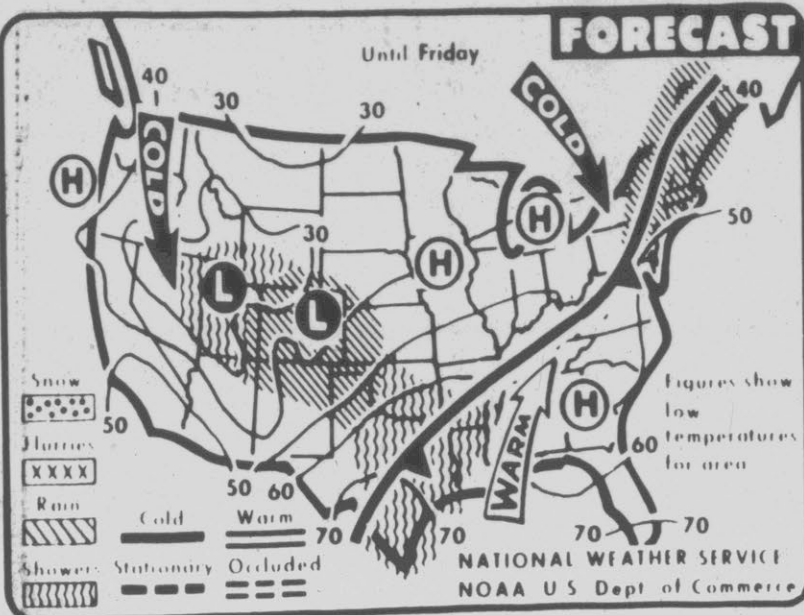 FORECAST
Until Friday
40
30
30
COLD
COLD
40
H
H
50
30
H
L
L
Snow
50
Flurries
Rain
Showers
Cold
Warm
Stationary
Occluded
50
60
70
70
WARM
H
Figures show
low
temperatures
for area
60
70
70
NATIONAL WEATHER SERVICE
NOAA U S Dept of Commerce